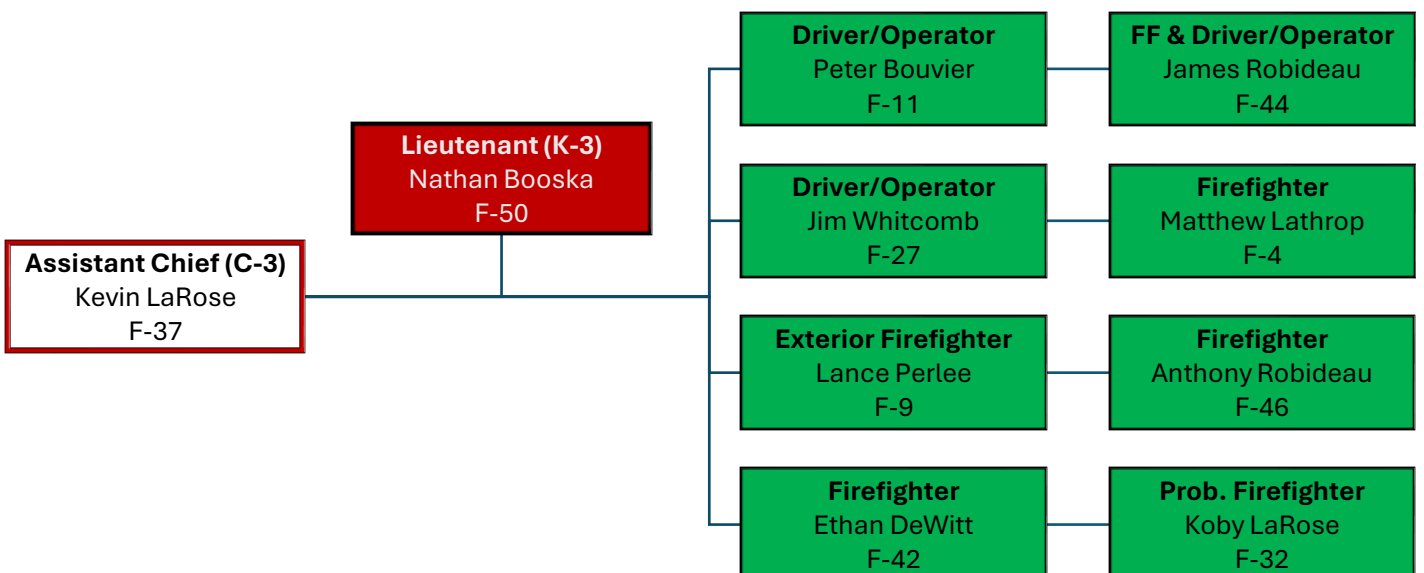 Driver/Operator
Peter Bouvier
F-11
FF & Driver/Operator
James Robideau
F-44
Lieutenant (K-3)
Nathan Booska
F-50
Driver/Operator
Jim Whitcomb
F-27
Firefighter
Matthew Lathrop
F-4
Assistant Chief (C-3)
Kevin LaRose
F-37
Exterior Firefighter
Lance Perlee
F-9
Firefighter
Anthony Robideau
F-46
Firefighter
Ethan DeWitt
F-42
Prob. Firefighter
Koby LaRose
F-32